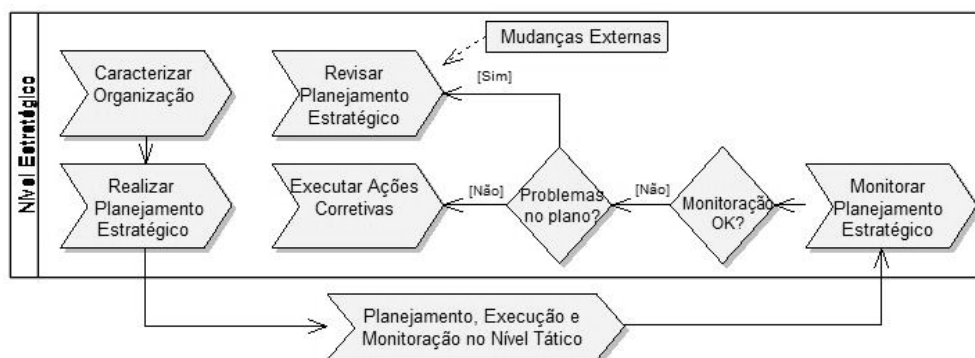 Nível Estratégico
Caracterizar
Organização
Realizar
Planejamento
Estratégico
Mudanças Externas
Revisar
Planejamento
Estratégico
[Sim]
Executar Ações
Corretivas
[Não]
Problemas
no plano?
[Não]
Monitoração
OK?
Monitorar
Planejamento
Estratégico
Planejamento, Execução e
Monitoração no Nível Tático